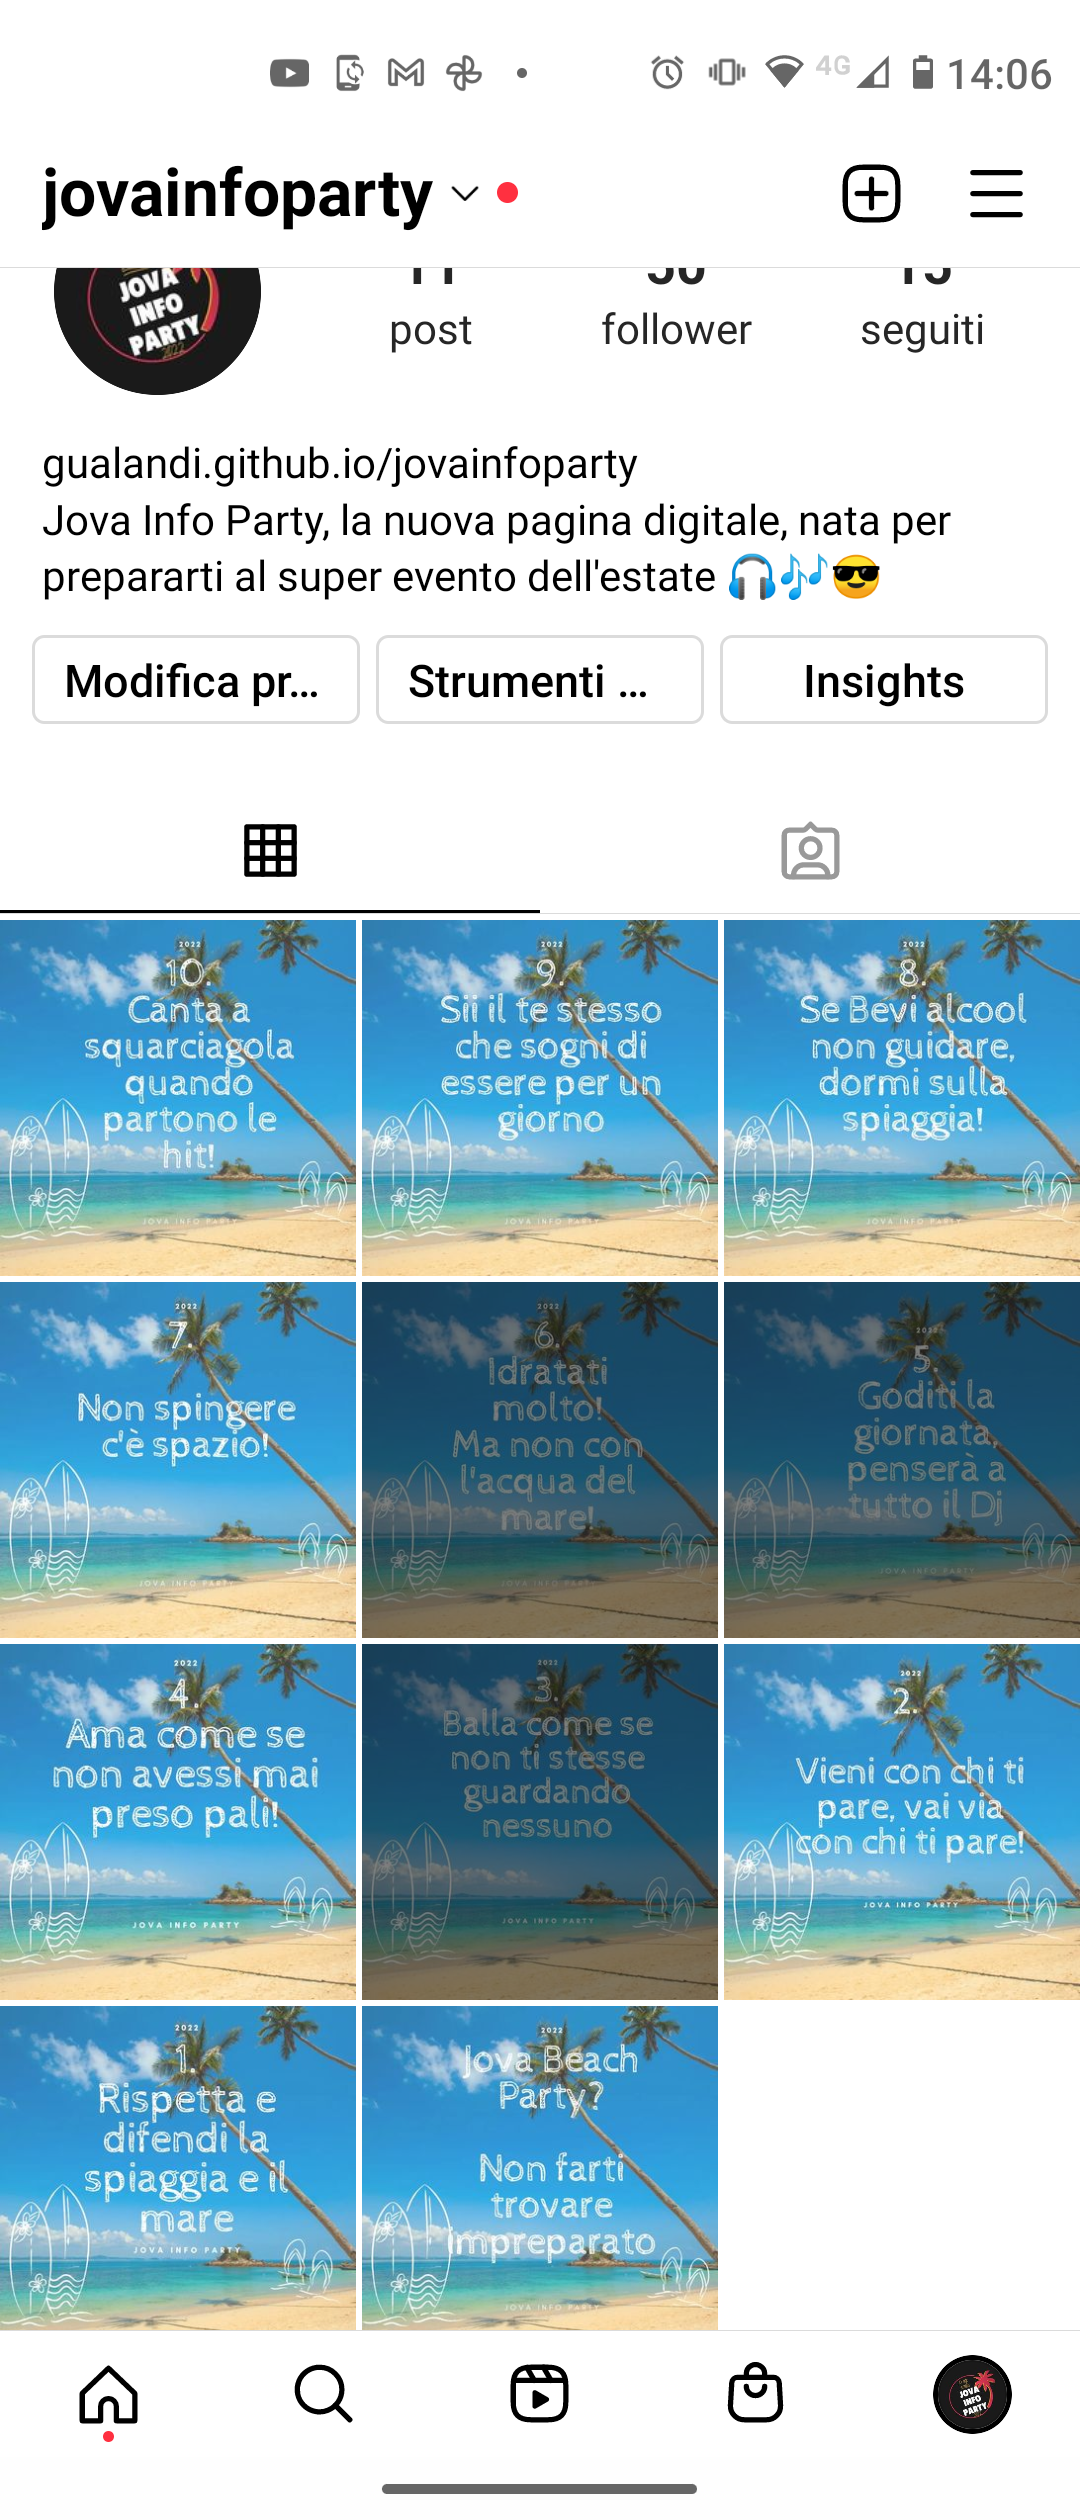 4G 14:06
jovainfoparty
JOVA
INFO
PARTY
2022
11 15
post follower seguiti
gualandi.github.io/jovainfoparty
Jova Info Party, la nuova pagina digitale, nata per
prepararti al super evento dell'estate 🎧🎶😎
Modifica pr... Strumenti ... Insights
2022
10.
Canta a
squarciagola
quando
partono le
hit!
JOVA INFO PARTY
2022
9.
Sii il te stesso
che sogni di
essere per un
giorno
JOVA INFO PARTY
2022
8.
Se Bevi alcool
non guidare,
dormi sulla
spiaggia!
JOVA INFO PARTY
2022
7.
Non spingere
c'è spazio!
JOVA INFO PARTY
2022
6.
Idratati
molto!
Ma non con
l'acqua del
mare!
JOVA INFO PARTY
2022
5.
Goditi la
giornata,
penserà a
tutto il Dj
JOVA INFO PARTY
2022
4.
Ama come se
non avessi mai
preso pali!
JOVA INFO PARTY
2022
3.
Balla come se
non ti stesse
guardando
nessuno
JOVA INFO PARTY
2022
2.
Vieni con chi ti
pare, vai via
con chi ti pare!
JOVA INFO PARTY
2022
1.
Rispetta e
difendi la
spiaggia e il
mare
JOVA INFO PARTY
2022
Jova Beach
Party?
Non farti
trovare
impreparato
JOVA INFO PARTY
JOVA
INFO
PARTY